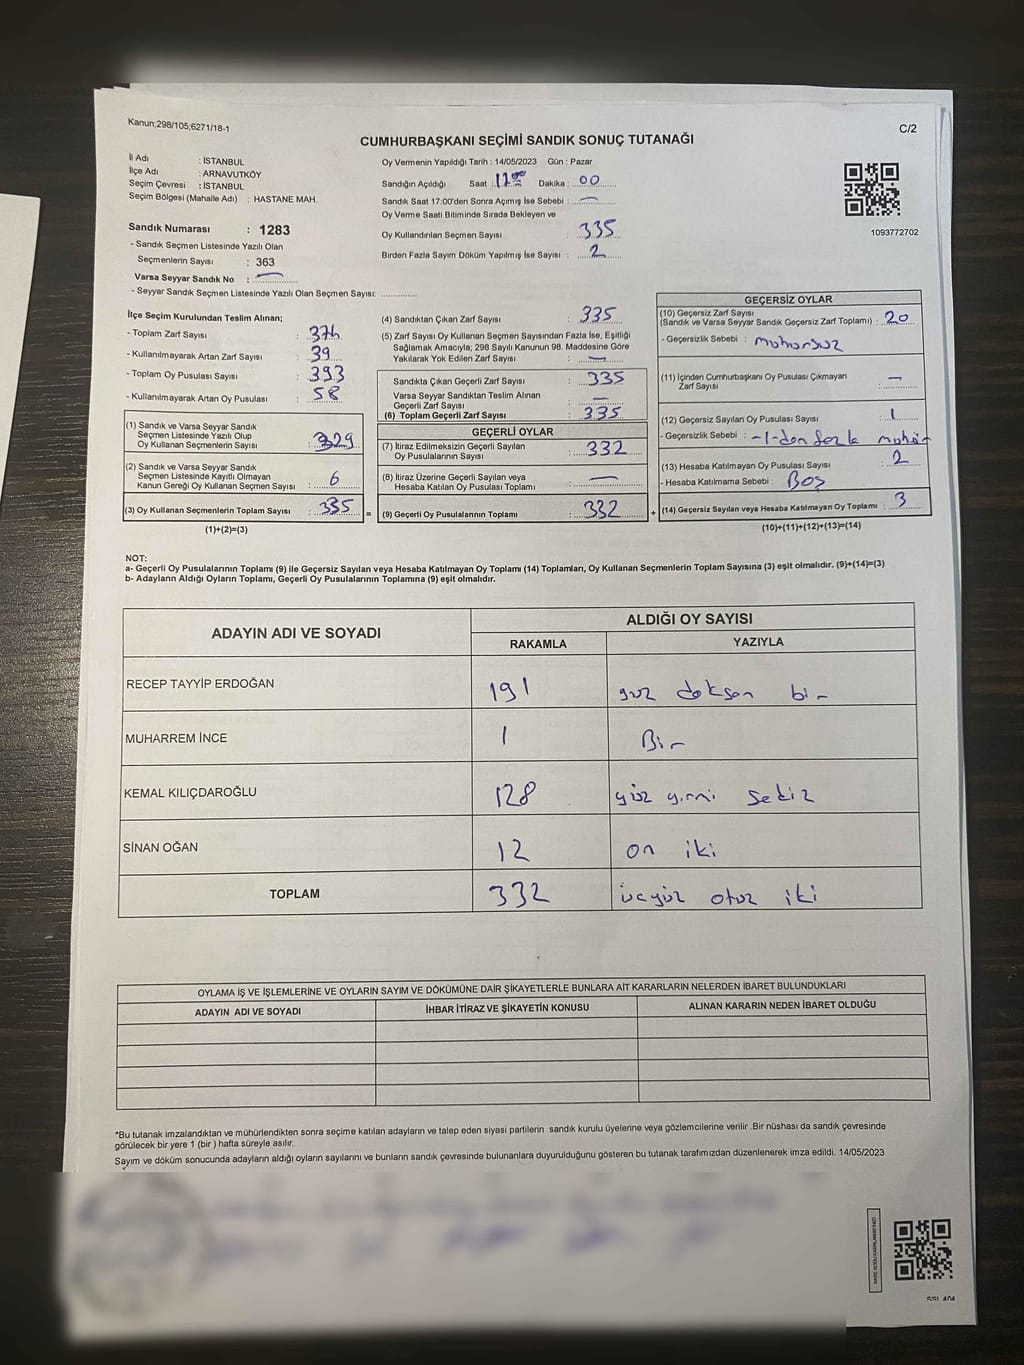 Kanun;298/105;6271/18-1
C/2
CUMHURBAŞKANI SEÇİMİ SANDIK SONUÇ TUTANAĞI
İl Adı : İSTANBUL
İlçe Adı : ARNAVUTKÖY
Seçim Çevresi : İSTANBUL
Seçim Bölgesi (Mahalle Adı) : HASTANE MAH.
Sandık Numarası : 1283
- Sandık Seçmen Listesinde Yazılı Olan
Seçmenlerin Sayısı : 363
Varsa Seyyar Sandık No : —
- Seyyar Sandık Seçmen Listesinde Yazılı Olan Seçmen Sayısı: ..............
Oy Vermenin Yapıldığı Tarih : 14/05/2023 Gün : Pazar
Sandığın Açıldığı Saat : Dakika : 00
Sandık Saat 17:00'den Sonra Açımış İse Sebebi : —
Oy Verme Saati Bitiminde Sırada Bekleyen ve
Oy Kullandırılan Seçmen Sayısı : 335
Birden Fazla Sayım Döküm Yapılmış İse Sayısı : 2
1093772702
İlçe Seçim Kurulundan Teslim Alınan;
- Toplam Zarf Sayısı : 374
- Kullanılmayarak Artan Zarf Sayısı : 39
- Toplam Oy Pusulası Sayısı : 393
- Kullanılmayarak Artan Oy Pusulası : 58
(1) Sandık ve Varsa Seyyar Sandık
Seçmen Listesinde Yazılı Olup
Oy Kullanan Seçmenlerin Sayısı : 329
(2) Sandık ve Varsa Seyyar Sandık
Seçmen Listesinde Kayıtlı Olmayan
Kanun Gereği Oy Kullanan Seçmen Sayısı : 6
(3) Oy Kullanan Seçmenlerin Toplam Sayısı : 335
(1)+(2)=(3)
(4) Sandıktan Çıkan Zarf Sayısı : 335
(5) Zarf Sayısı Oy Kullanan Seçmen Sayısından Fazla İse, Eşitliği
Sağlamak Amacıyla; 298 Sayılı Kanunun 98. Maddesine Göre
Yakılarak Yok Edilen Zarf Sayısı : —
Sandıkta Çıkan Geçerli Zarf Sayısı : 335
Varsa Seyyar Sandıktan Teslim Alınan
Geçerli Zarf Sayısı : —
(6) Toplam Geçerli Zarf Sayısı : 335
GEÇERLİ OYLAR
(7) İtiraz Edilmeksizin Geçerli Sayılan
Oy Pusulalarının Sayısı : 332
(8) İtiraz Üzerine Geçerli Sayılan veya
Hesaba Katılan Oy Pusulası Toplamı : —
= (9) Geçerli Oy Pusulalarının Toplamı : 332
GEÇERSİZ OYLAR
(10) Geçersiz Zarf Sayısı
(Sandık ve Varsa Seyyar Sandık Geçersiz Zarf Toplamı) : 20
- Geçersizlik Sebebi : mühürsüz
(11) İçinden Cumhurbaşkanı Oy Pusulası Çıkmayan
Zarf Sayısı : —
(12) Geçersiz Sayılan Oy Pusulası Sayısı : 1
- Geçersizlik Sebebi : -1-den fazla mühür
(13) Hesaba Katılmayan Oy Pusulası Sayısı : 2
- Hesaba Katılmama Sebebi : Boş
+ (14) Geçersiz Sayılan veya Hesaba Katılmayan Oy Toplamı : 3
(10)+(11)+(12)+(13)=(14)
NOT:
a- Geçerli Oy Pusulalarının Toplamı (9) ile Geçersiz Sayılan veya Hesaba Katılmayan Oy Toplamı (14) Toplamları, Oy Kullanan Seçmenlerin Toplam Sayısına (3) eşit olmalıdır. (9)+(14)=(3)
b- Adayların Aldığı Oyların Toplamı, Geçerli Oy Pusulalarının Toplamına (9) eşit olmalıdır.
ADAYIN ADI VE SOYADI
ALDIĞI OY SAYISI
RAKAMLA YAZIYLA
RECEP TAYYİP ERDOĞAN 191 yüz doksan bir
MUHARREM İNCE 1 Bir
KEMAL KILIÇDAROĞLU 128 yüz yirmi sekiz
SİNAN OĞAN 12 on iki
TOPLAM 332 üçyüz otuz iki
OYLAMA İŞ VE İŞLEMLERİNE VE OYLARIN SAYIM VE DÖKÜMÜNE DAİR ŞİKAYETLERLE BUNLARA AİT KARARLARIN NELERDEN İBARET BULUNDUKLARI
ADAYIN ADI VE SOYADI İHBAR İTİRAZ VE ŞİKAYETİN KONUSU ALINAN KARARIN NEDEN İBARET OLDUĞU
*Bu tutanak imzalandıktan ve mühürlendikten sonra seçime katılan adayların ve talep eden siyasi partilerin sandık kurulu üyelerine veya gözlemcilerine verilir .Bir nüshası da sandık çevresinde
görülecek bir yere 1 (bir ) hafta süreyle asılır.
Sayım ve döküm sonucunda adayların aldığı oyların sayılarını ve bunların sandık çevresinde bulunanlara duyurulduğunu gösteren bu tutanak tarafımızdan düzenlenerek imza edildi. 14/05/2023